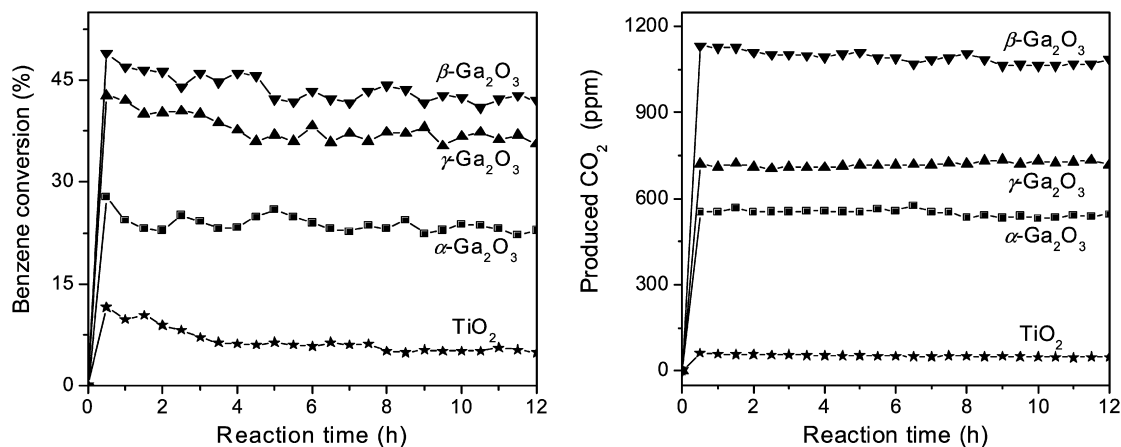 Benzene conversion (%)
45
30
15
0
β-Ga₂O₃
γ-Ga₂O₃
α-Ga₂O₃
TiO₂
0 2 4 6 8 10 12
Reaction time (h)
Produced CO₂ (ppm)
1200
900
600
300
0
β-Ga₂O₃
γ-Ga₂O₃
α-Ga₂O₃
TiO₂
0 2 4 6 8 10 12
Reaction time (h)